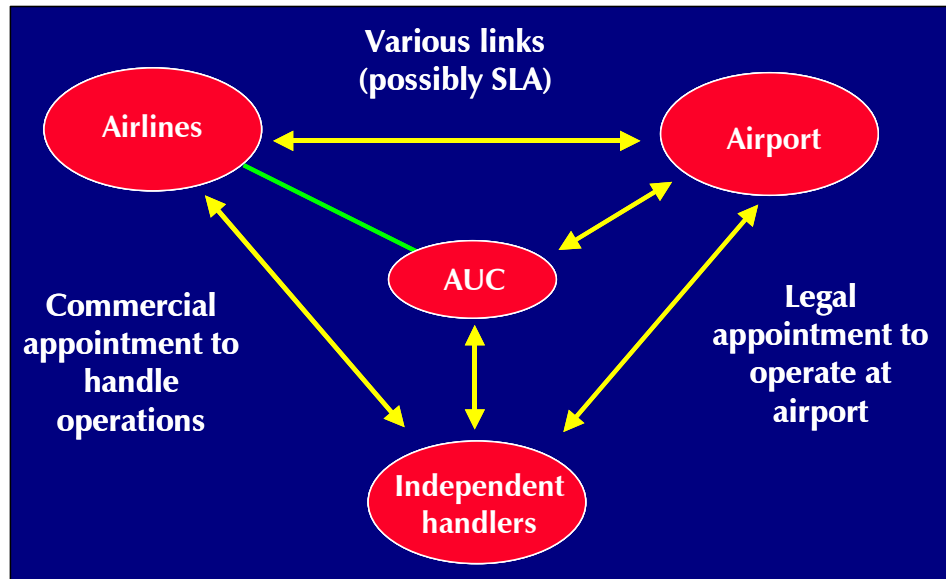 Various links
(possibly SLA)
Airlines
Airport
AUC
Commercial
appointment to
handle
operations
Legal
appointment to
operate at
airport
Independent
handlers